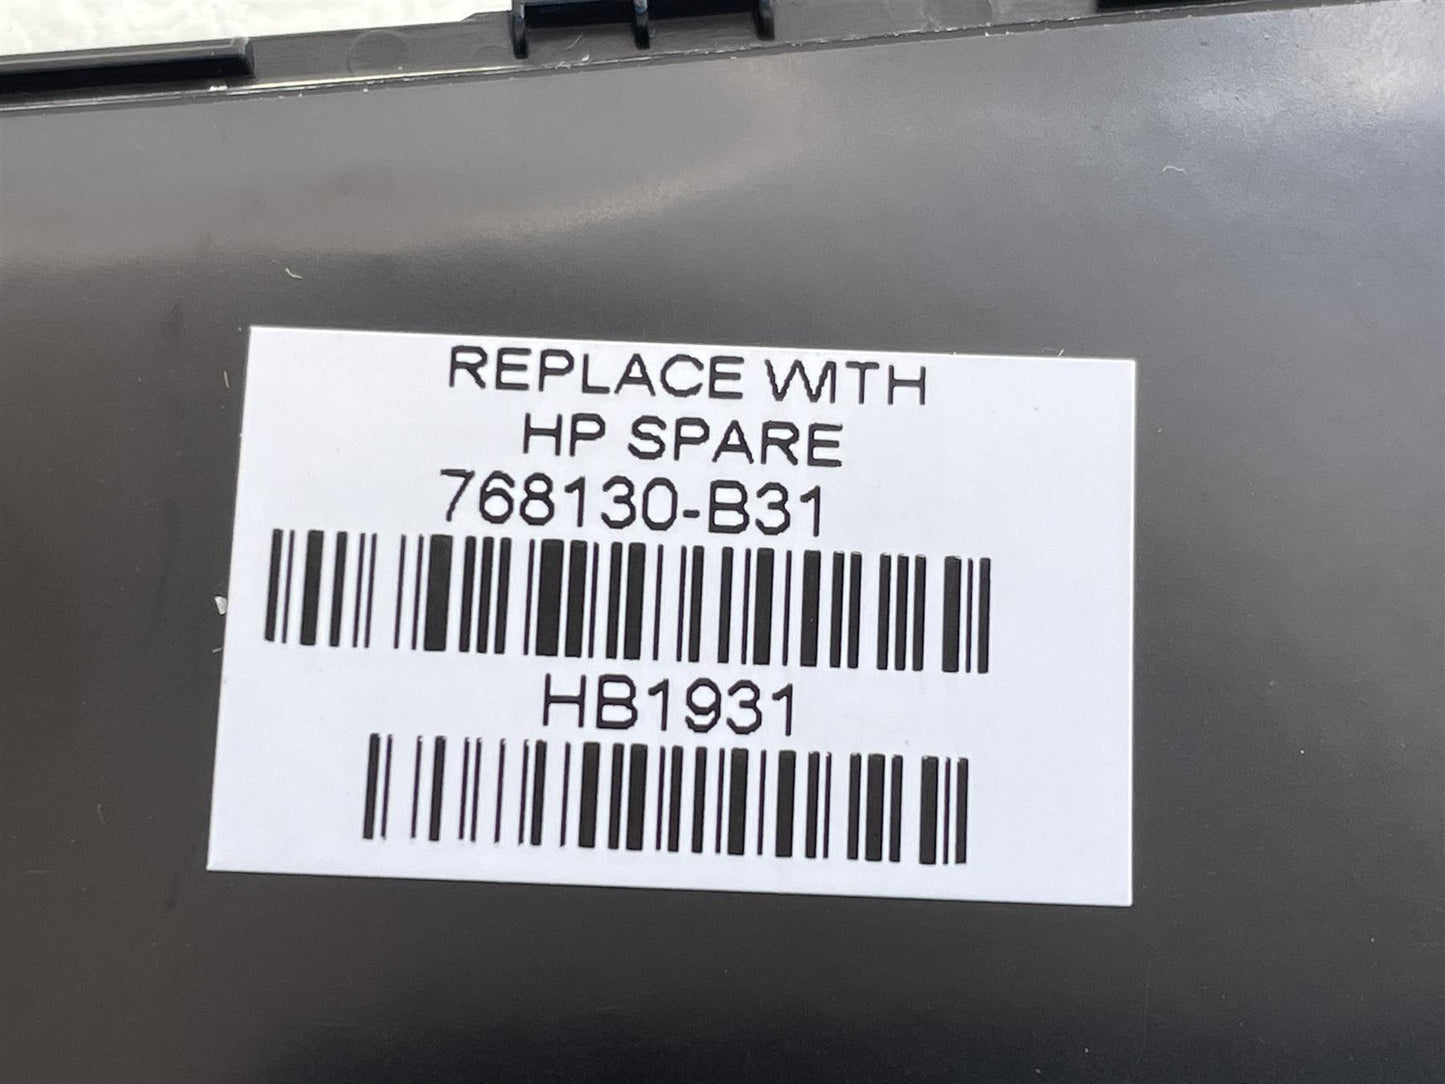 REPLACE WITH
HP SPARE
768130-B31
HB1931